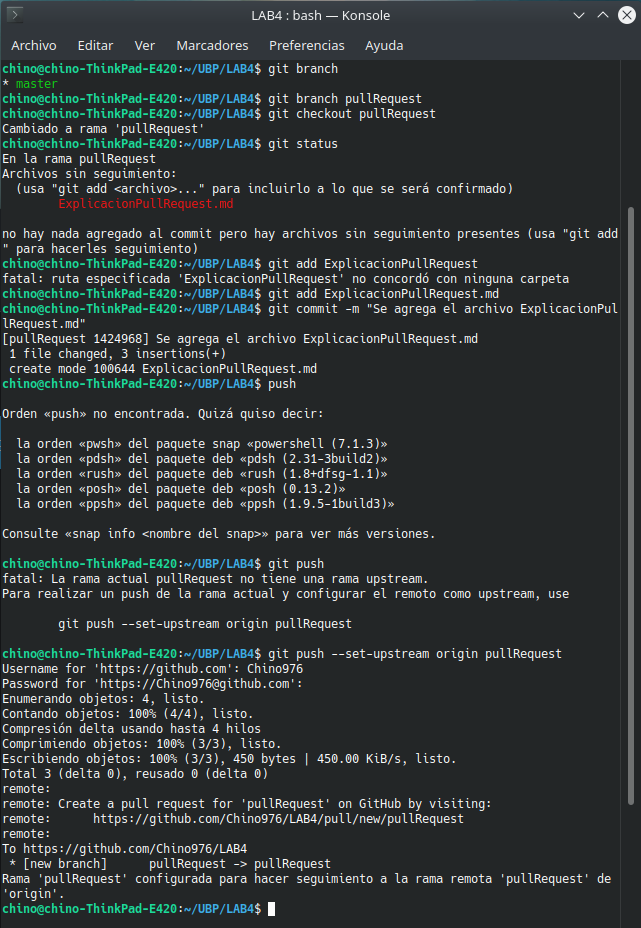 LAB4 : bash — Konsole
Archivo Editar Ver Marcadores Preferencias Ayuda
chino@chino-ThinkPad-E420:~/UBP/LAB4$ git branch
* master
chino@chino-ThinkPad-E420:~/UBP/LAB4$ git branch pullRequest
chino@chino-ThinkPad-E420:~/UBP/LAB4$ git checkout pullRequest
Cambiado a rama 'pullRequest'
chino@chino-ThinkPad-E420:~/UBP/LAB4$ git status
En la rama pullRequest
Archivos sin seguimiento:
  (usa "git add <archivo>..." para incluirlo a lo que se será confirmado)
        ExplicacionPullRequest.md

no hay nada agregado al commit pero hay archivos sin seguimiento presentes (usa "git add
" para hacerles seguimiento)
chino@chino-ThinkPad-E420:~/UBP/LAB4$ git add ExplicacionPullRequest
fatal: ruta especificada 'ExplicacionPullRequest' no concordó con ninguna carpeta
chino@chino-ThinkPad-E420:~/UBP/LAB4$ git add ExplicacionPullRequest.md
chino@chino-ThinkPad-E420:~/UBP/LAB4$ git commit -m "Se agrega el archivo ExplicacionPul
lRequest.md"
[pullRequest 1424968] Se agrega el archivo ExplicacionPullRequest.md
 1 file changed, 3 insertions(+)
 create mode 100644 ExplicacionPullRequest.md
chino@chino-ThinkPad-E420:~/UBP/LAB4$ push

Orden «push» no encontrada. Quizá quiso decir:

  la orden «pwsh» del paquete snap «powershell (7.1.3)»
  la orden «pdsh» del paquete deb «pdsh (2.31-3build2)»
  la orden «rush» del paquete deb «rush (1.8+dfsg-1.1)»
  la orden «posh» del paquete deb «posh (0.13.2)»
  la orden «ppsh» del paquete deb «ppsh (1.9.5-1build3)»

Consulte «snap info <nombre del snap>» para ver más versiones.

chino@chino-ThinkPad-E420:~/UBP/LAB4$ git push
fatal: La rama actual pullRequest no tiene una rama upstream.
Para realizar un push de la rama actual y configurar el remoto como upstream, use

        git push --set-upstream origin pullRequest

chino@chino-ThinkPad-E420:~/UBP/LAB4$ git push --set-upstream origin pullRequest
Username for 'https://github.com': Chino976
Password for 'https://Chino976@github.com':
Enumerando objetos: 4, listo.
Contando objetos: 100% (4/4), listo.
Compresión delta usando hasta 4 hilos
Comprimiendo objetos: 100% (3/3), listo.
Escribiendo objetos: 100% (3/3), 450 bytes | 450.00 KiB/s, listo.
Total 3 (delta 0), reusado 0 (delta 0)
remote:
remote: Create a pull request for 'pullRequest' on GitHub by visiting:
remote:      https://github.com/Chino976/LAB4/pull/new/pullRequest
remote:
To https://github.com/Chino976/LAB4
 * [new branch]      pullRequest -> pullRequest
Rama 'pullRequest' configurada para hacer seguimiento a la rama remota 'pullRequest' de
'origin'.
chino@chino-ThinkPad-E420:~/UBP/LAB4$